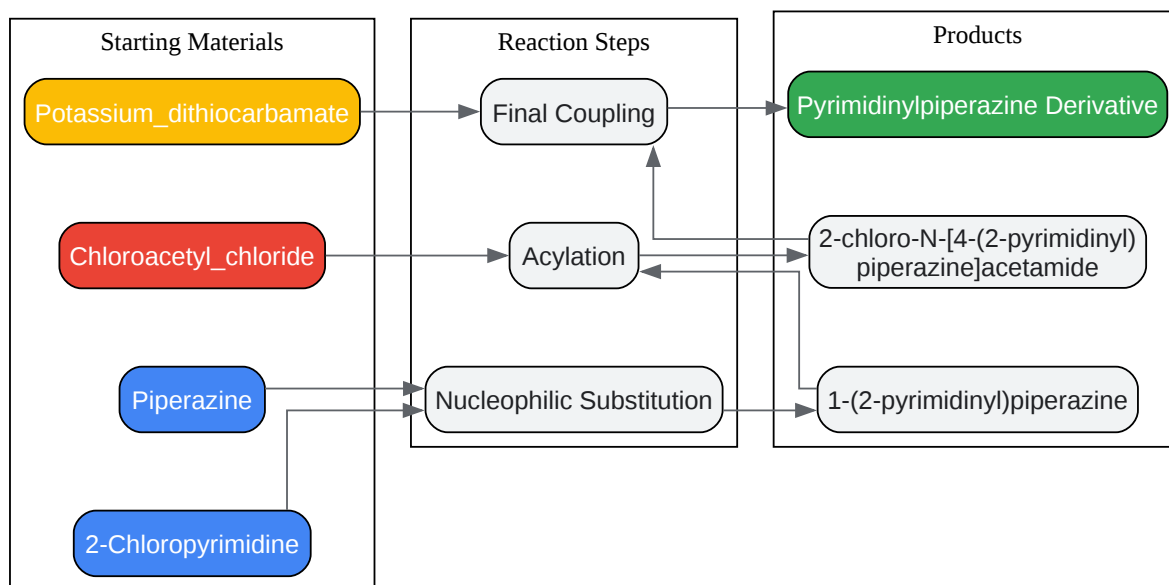 Starting Materials
Reaction Steps
Products
Potassium_dithiocarbamate
Final Coupling
Pyrimidinylpiperazine Derivative
Chloroacetyl_chloride
Acylation
2-chloro-N-[4-(2-pyrimidinyl)
piperazine]acetamide
Piperazine
Nucleophilic Substitution
1-(2-pyrimidinyl)piperazine
2-Chloropyrimidine